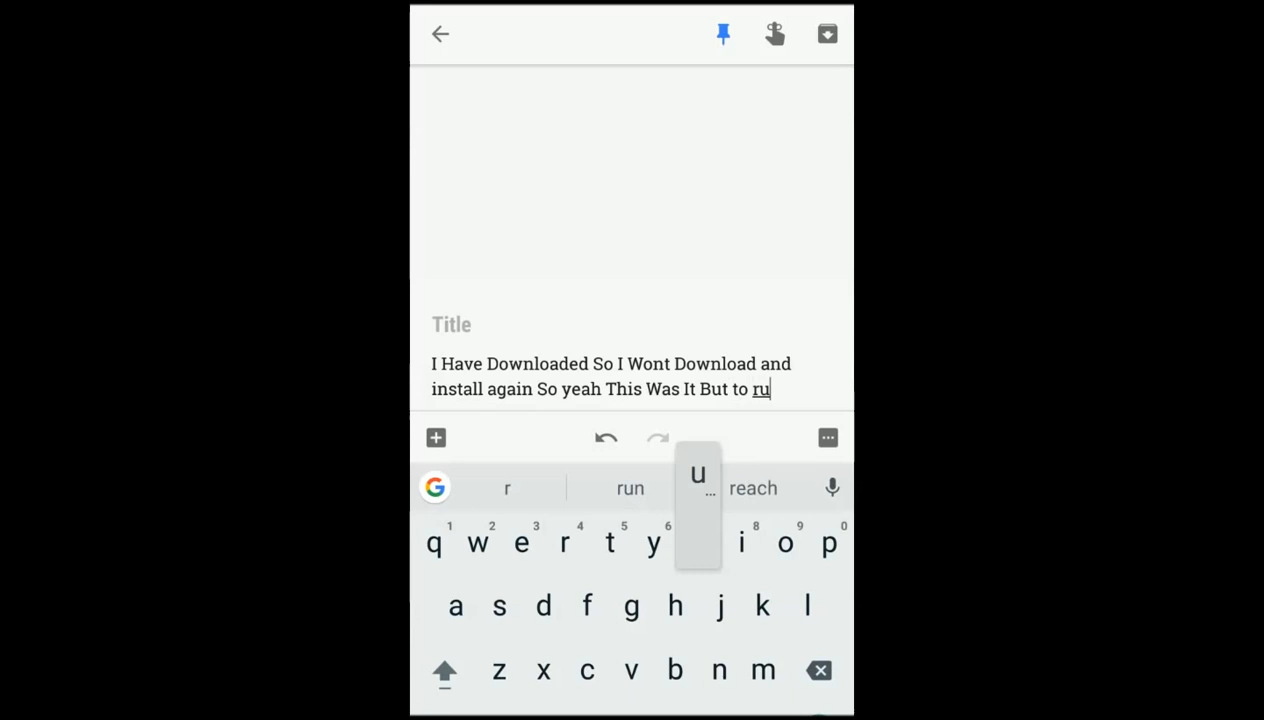 Title
I Have Downloaded So I Wont Download and
install again So yeah This Was It But to ru
u
...
G r run reach
1 2 3 4 5 6 8 9 0
q w e r t y i o p
a s d f g h j k l
z x c v b n m